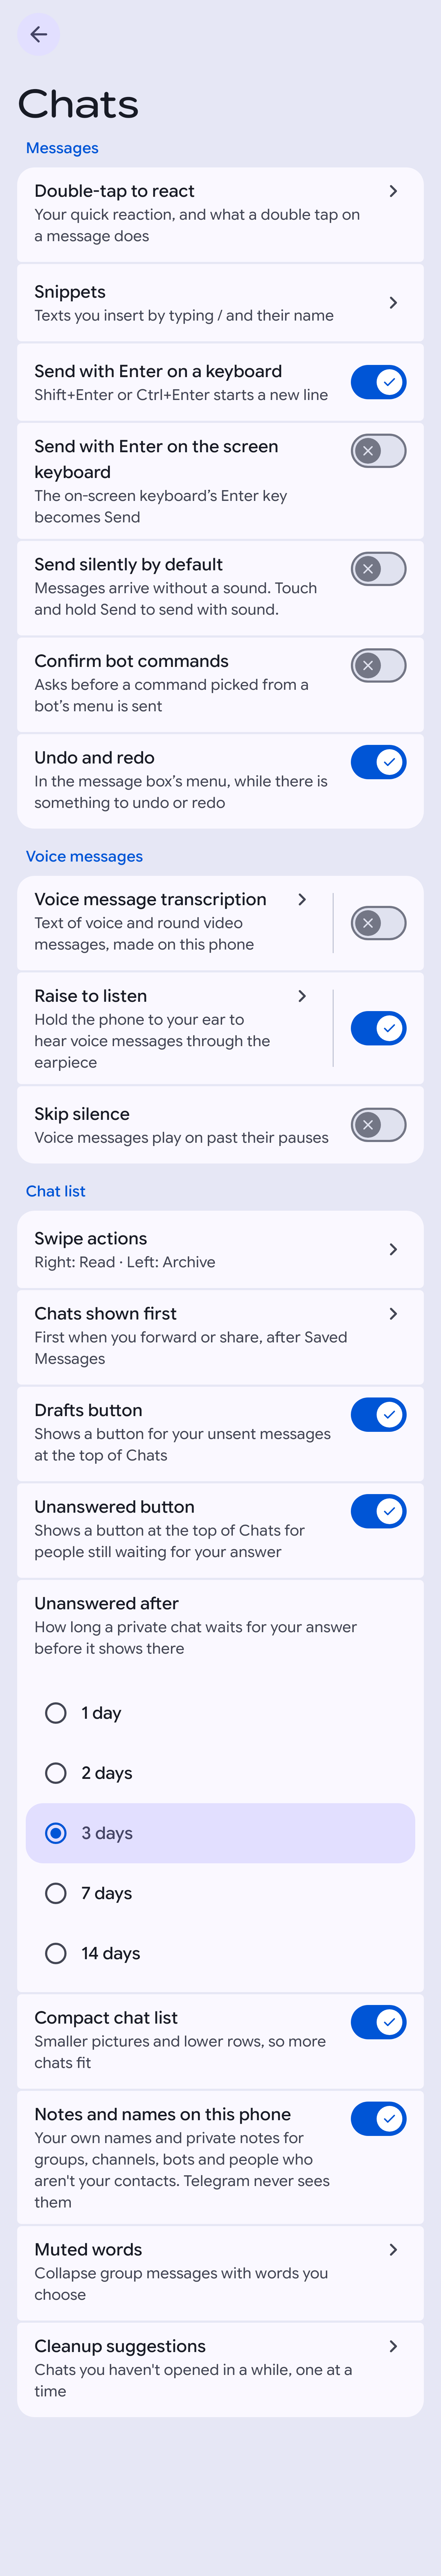 Chats
Messages
Double-tap to react
Your quick reaction, and what a double tap on
a message does
Snippets
Texts you insert by typing / and their name
Send with Enter on a keyboard
Shift+Enter or Ctrl+Enter starts a new line
Send with Enter on the screen
keyboard
The on-screen keyboard’s Enter key
becomes Send
Send silently by default
Messages arrive without a sound. Touch
and hold Send to send with sound.
Confirm bot commands
Asks before a command picked from a
bot’s menu is sent
Undo and redo
In the message box’s menu, while there is
something to undo or redo
Voice messages
Voice message transcription
Text of voice and round video
messages, made on this phone
Raise to listen
Hold the phone to your ear to
hear voice messages through the
earpiece
Skip silence
Voice messages play on past their pauses
Chat list
Swipe actions
Right: Read · Left: Archive
Chats shown first
First when you forward or share, after Saved
Messages
Drafts button
Shows a button for your unsent messages
at the top of Chats
Unanswered button
Shows a button at the top of Chats for
people still waiting for your answer
Unanswered after
How long a private chat waits for your answer
before it shows there
1 day
2 days
3 days
7 days
14 days
Compact chat list
Smaller pictures and lower rows, so more
chats fit
Notes and names on this phone
Your own names and private notes for
groups, channels, bots and people who
aren't your contacts. Telegram never sees
them
Muted words
Collapse group messages with words you
choose
Cleanup suggestions
Chats you haven't opened in a while, one at a
time